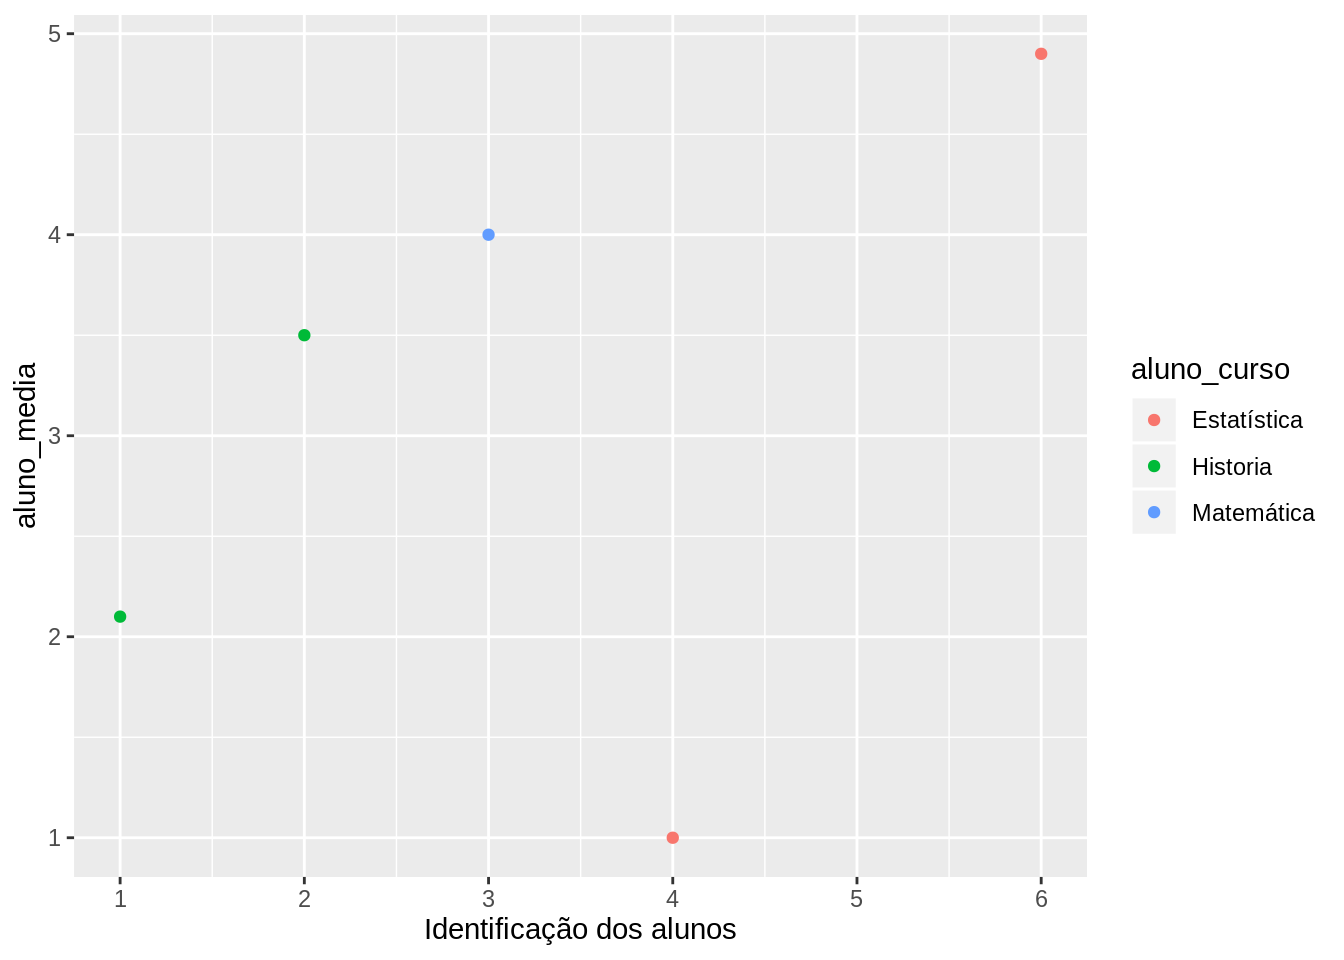 5
4
3
2
1
aluno_media
1 2 3 4 5 6
Identificação dos alunos
aluno_curso
Estatística
Historia
Matemática